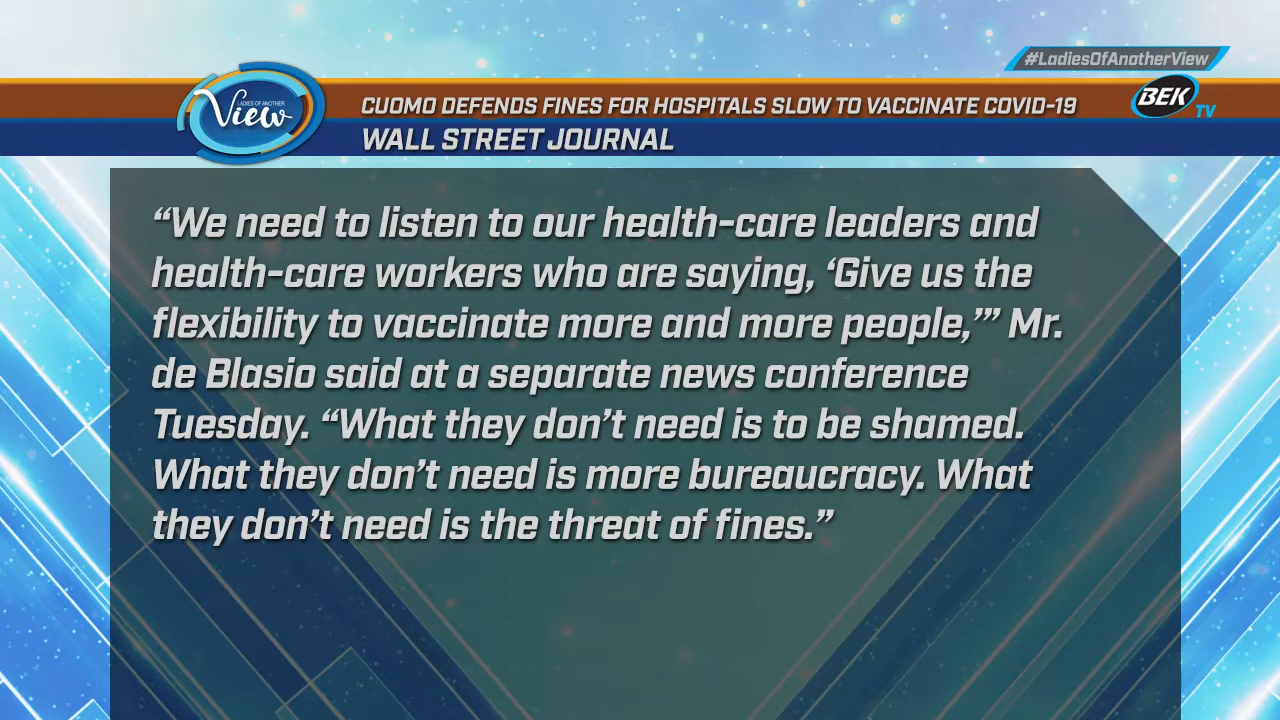 #LadiesOfAnotherView
LADIES OF ANOTHER
View
CUOMO DEFENDS FINES FOR HOSPITALS SLOW TO VACCINATE COVID-19
BEK TV
WALL STREET JOURNAL
“We need to listen to our health-care leaders and
health-care workers who are saying, ‘Give us the
flexibility to vaccinate more and more people,’” Mr.
de Blasio said at a separate news conference
Tuesday. “What they don’t need is to be shamed.
What they don’t need is more bureaucracy. What
they don’t need is the threat of fines.”